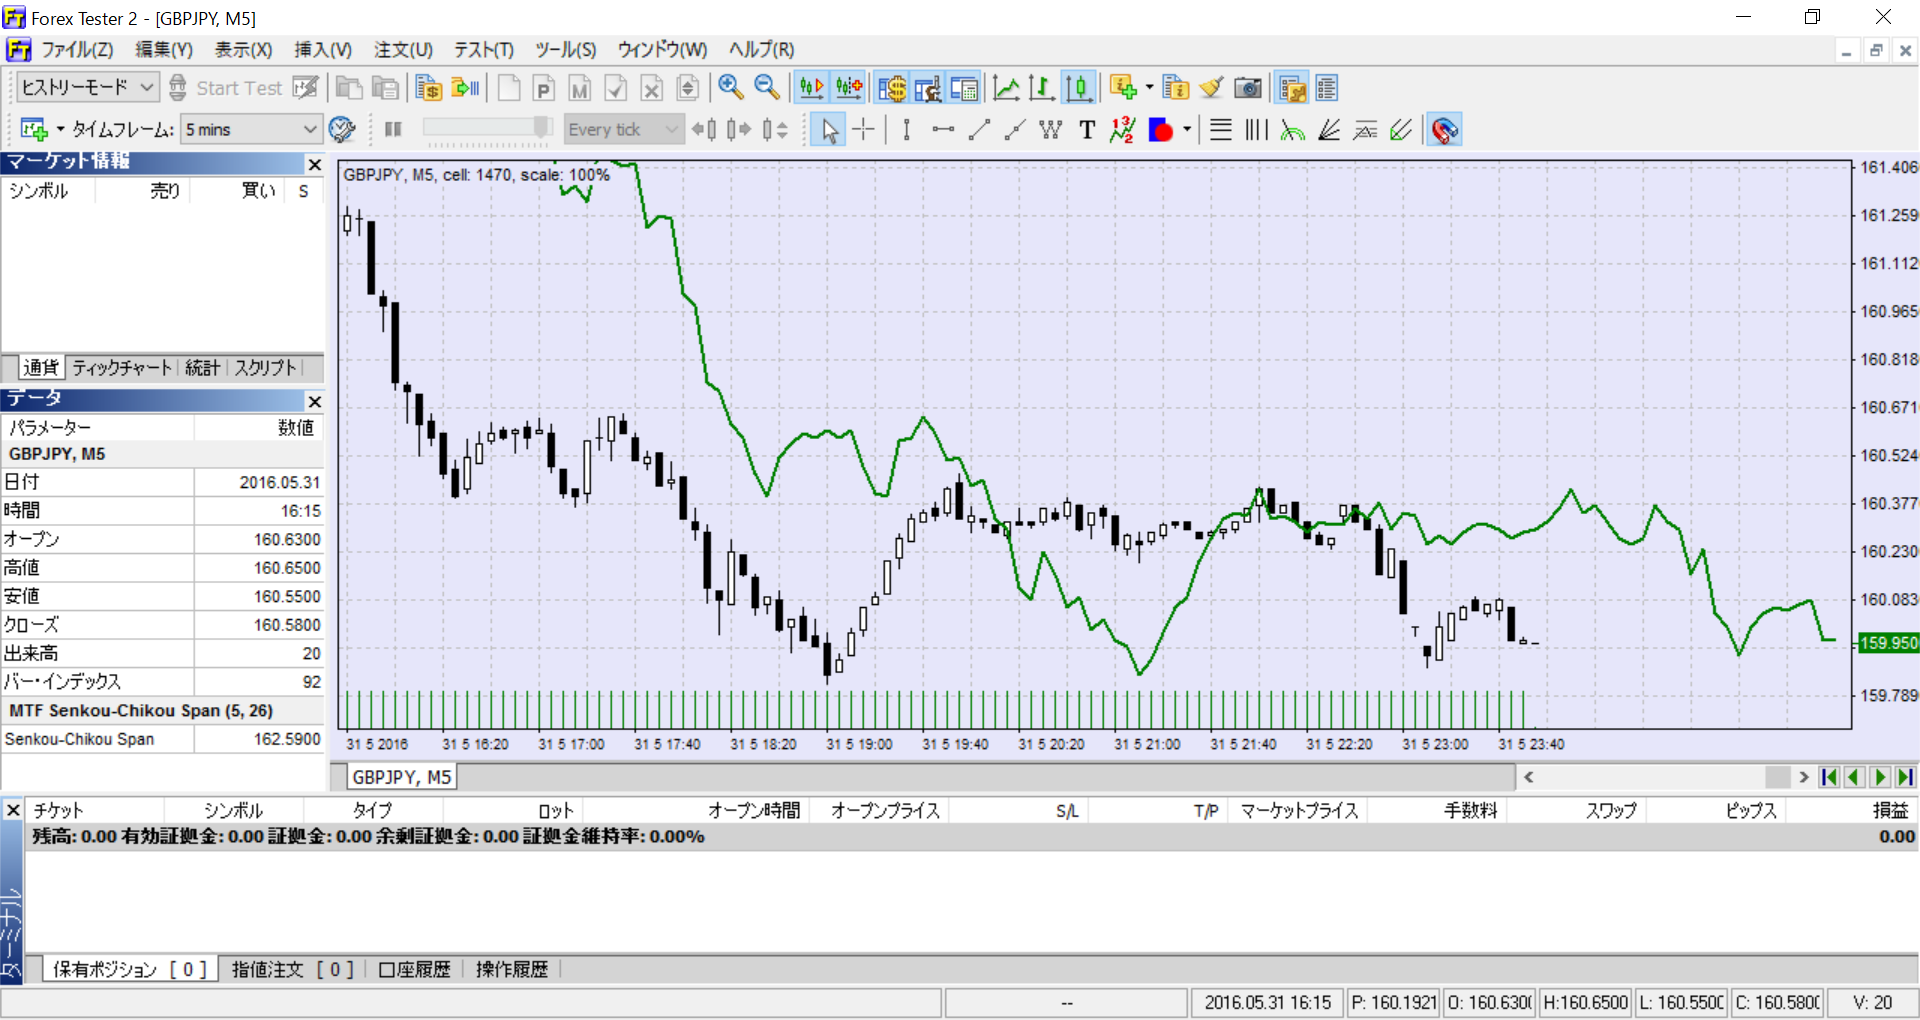 Forex Tester 2 - [GBPJPY, M5]
ファイル(Z) 編集(Y) 表示(X) 挿入(V) 注文(U) テスト(T) ツール(S) ウィンドウ(W) ヘルプ(R)
ヒストリーモード Start Test
タイムフレーム: 5 mins Every tick
マーケット情報
シンボル 売り 買い S
通貨 ティックチャート 統計 スクリプト
データ
パラメーター 数値
GBPJPY, M5
日付 2016.05.31
時間 16:15
オープン 160.6300
高値 160.6500
安値 160.5500
クローズ 160.5800
出来高 20
バー・インデックス 92
MTF Senkou-Chikou Span (5, 26)
Senkou-Chikou Span 162.5900
GBPJPY, M5, cell: 1470, scale: 100%
161.406
161.259
161.112
160.965
160.818
160.671
160.524
160.377
160.230
160.083
159.950
159.789
31 5 2016 31 5 16:20 31 5 17:00 31 5 17:40 31 5 18:20 31 5 19:00 31 5 19:40 31 5 20:20 31 5 21:00 31 5 21:40 31 5 22:20 31 5 23:00 31 5 23:40
GBPJPY, M5
チケット シンボル タイプ ロット オープン時間 オープンプライス S/L T/P マーケットプライス 手数料 スワップ ピップス 損益
残高: 0.00 有効証拠金: 0.00 証拠金: 0.00 余剰証拠金: 0.00 証拠金維持率: 0.00% 0.00
ターミナル
保有ポジション [ 0 ] 指値注文 [ 0 ] 口座履歴 操作履歴
-- 2016.05.31 16:15 P: 160.1921 O: 160.6300 H:160.6500 L: 160.5500 C: 160.5800 V: 20